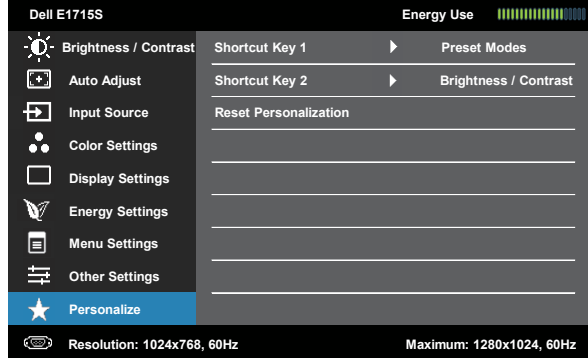 Dell E1715S Energy Use
Brightness / Contrast Shortcut Key 1 Preset Modes
Auto Adjust Shortcut Key 2 Brightness / Contrast
Input Source Reset Personalization
Color Settings
Display Settings
Energy Settings
Menu Settings
Other Settings
Personalize
Resolution: 1024x768, 60Hz Maximum: 1280x1024, 60Hz